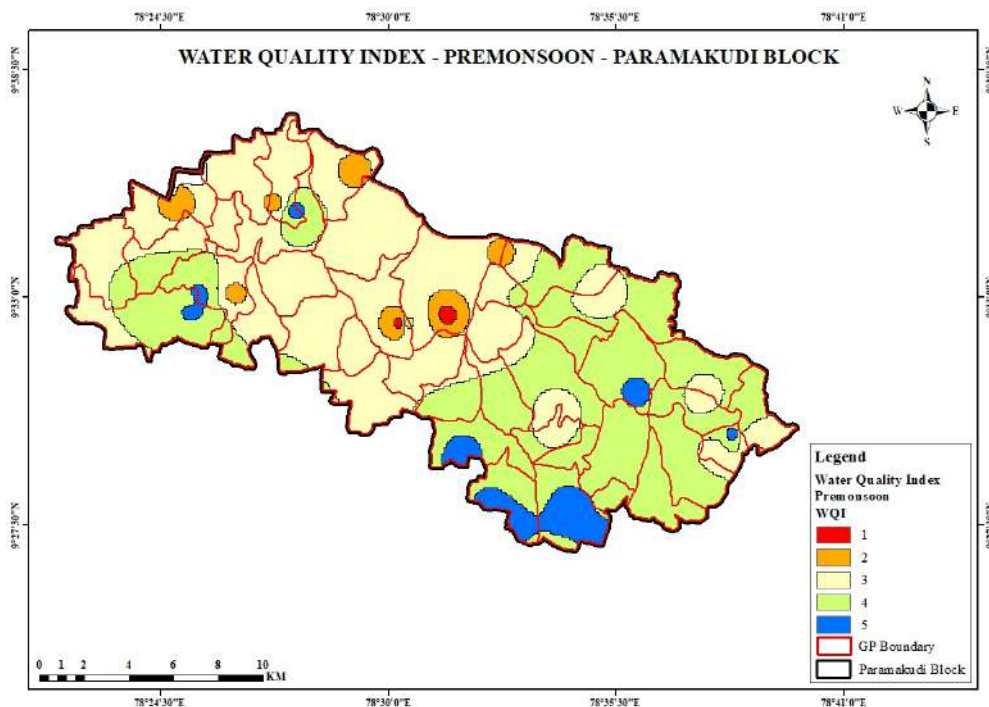 78°24'30"E 78°30'0"E 78°35'30"E 78°41'0"E
WATER QUALITY INDEX - PREMONSOON - PARAMAKUDI BLOCK
N
W E
S
9°38'30"N
9°33'0"N
9°27'30"N
Legend
Water Quality Index
Premonsoon
WQI
1
2
3
4
5
GP Boundary
Paramakudi Block
0 1 2 4 6 8 10
KM
78°24'30"E 78°30'0"E 78°35'30"E 78°41'0"E